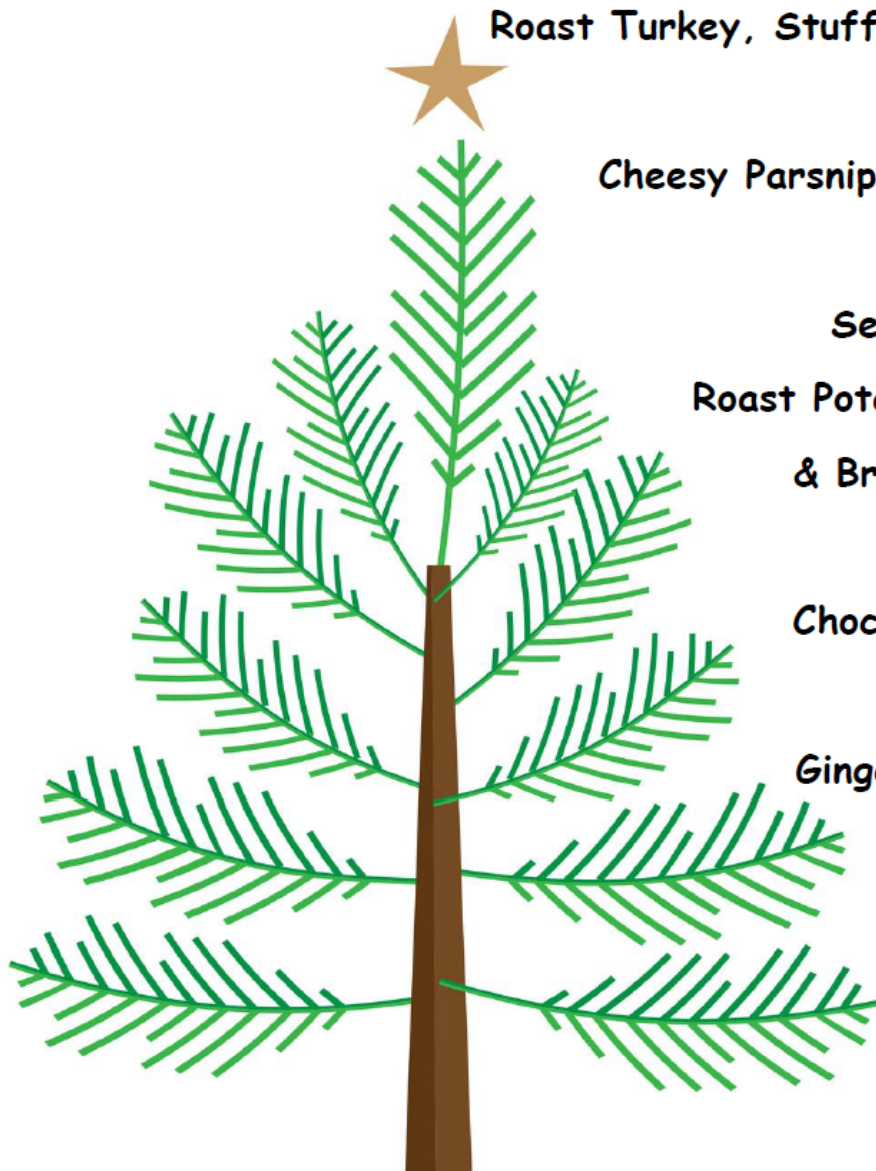 Roast Turkey, Stuff
Cheesy Parsnip
Se
Roast Pot
& Br
Choc
Ging